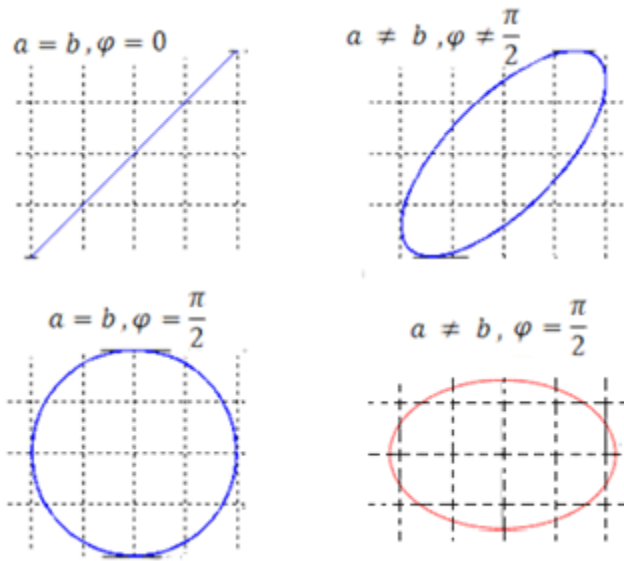 a = b , φ = 0
a ≠ b , φ ≠ π/2
a = b , φ = π/2
a ≠ b , φ = π/2